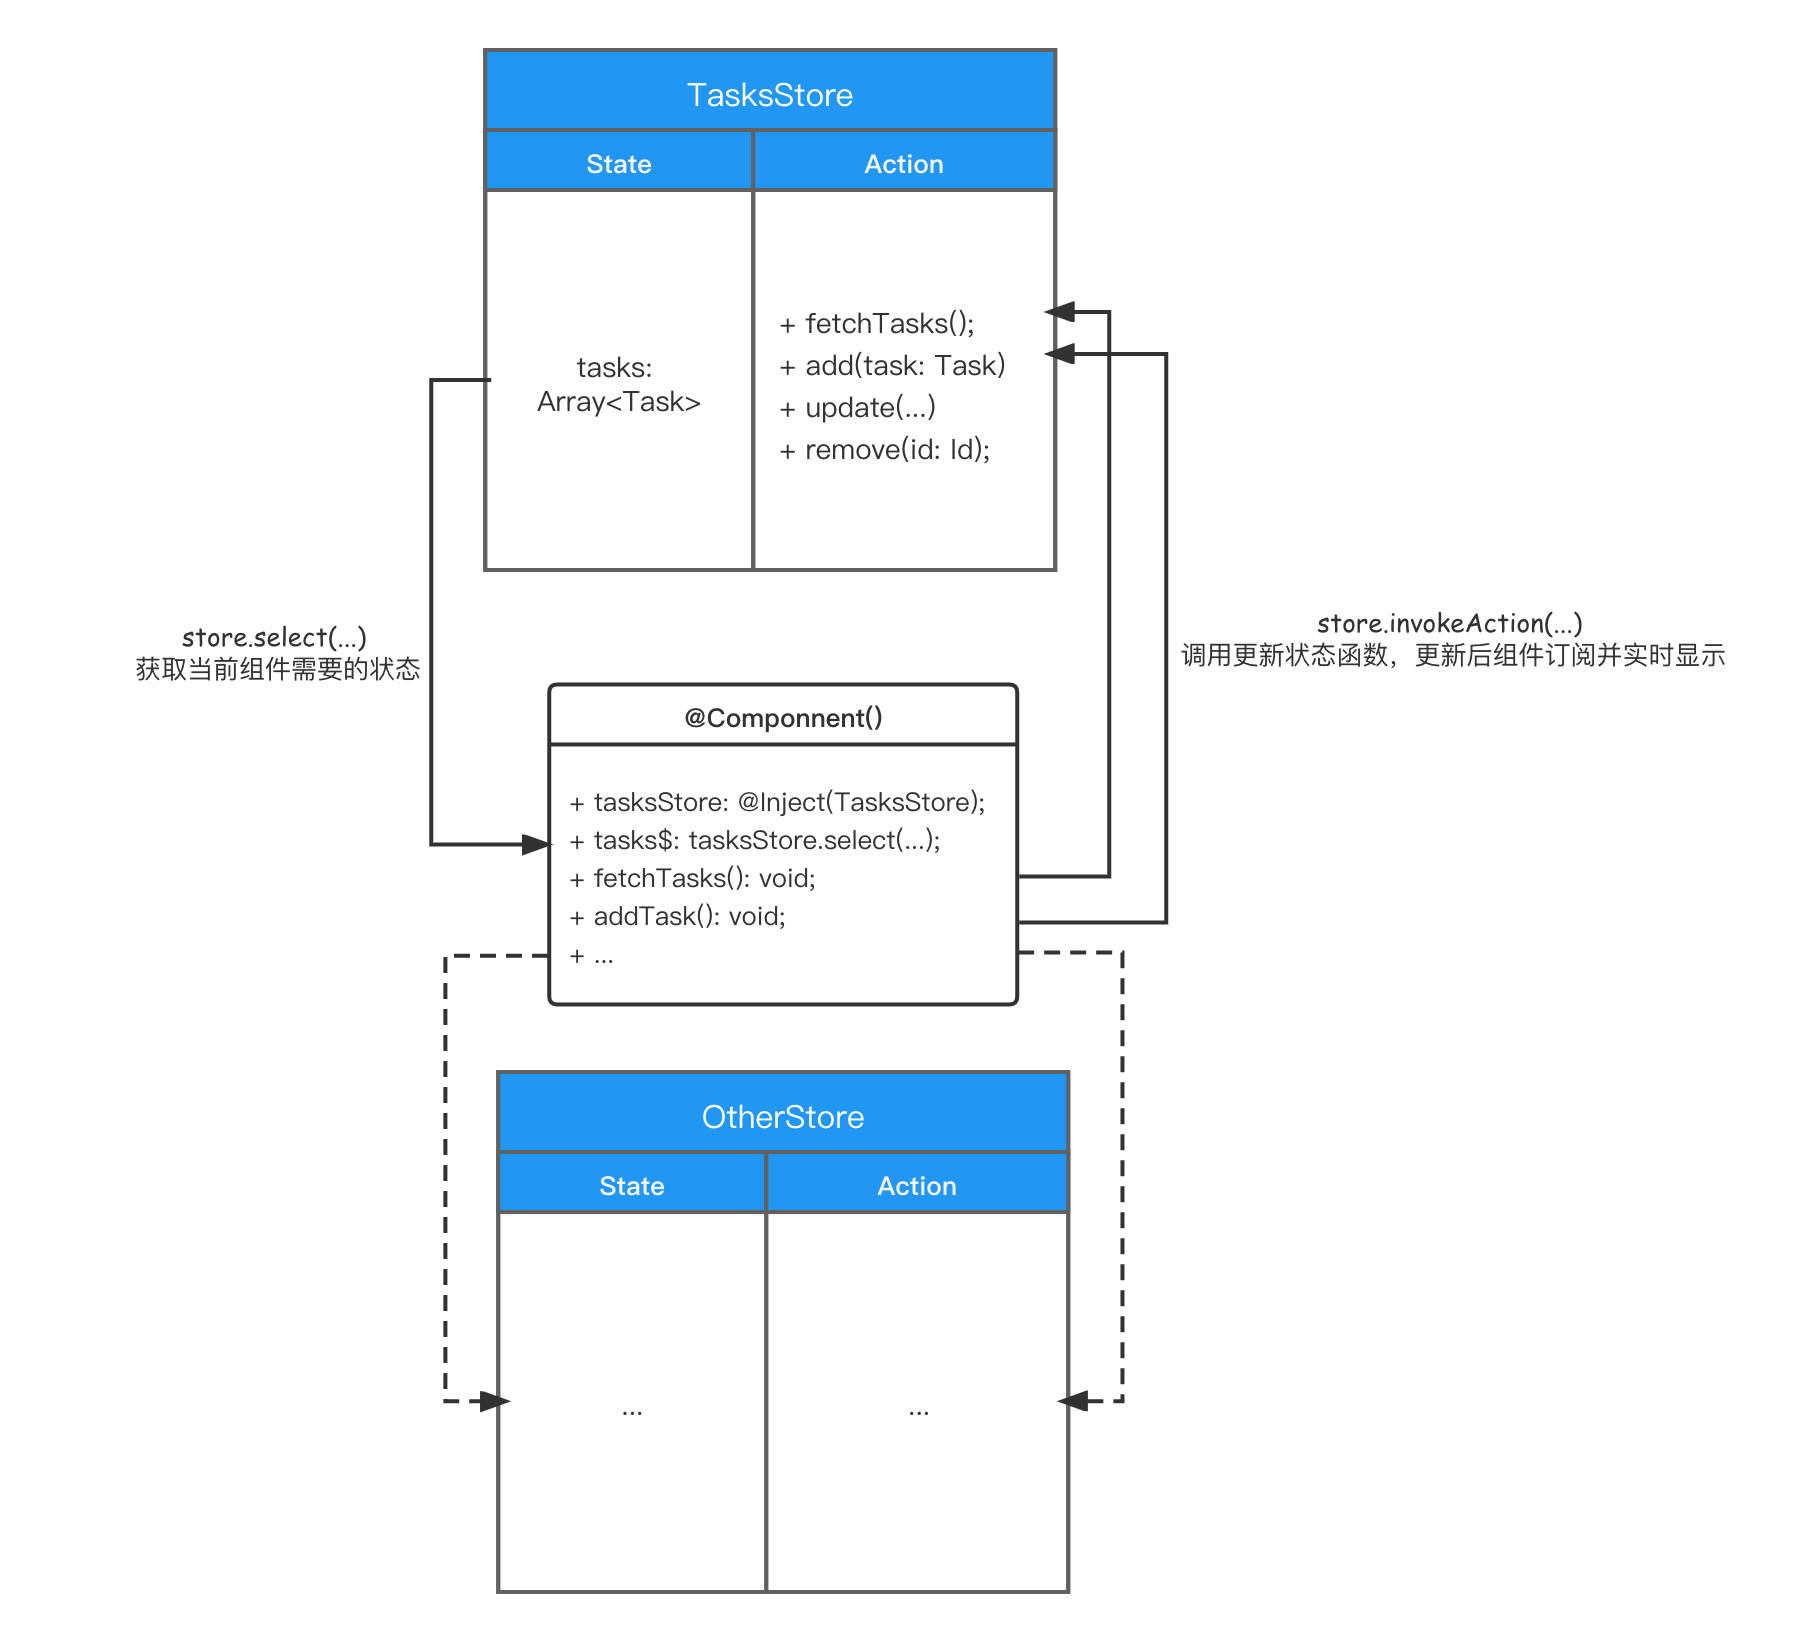 TasksStore
State
Action
tasks:
Array<Task>
+ fetchTasks();
+ add(task: Task)
+ update(...)
+ remove(id: Id);
store.select(...)
获取当前组件需要的状态
store.invokeAction(...)
调用更新状态函数，更新后组件订阅并实时显示
@Componnent()
+ tasksStore: @Inject(TasksStore);
+ tasks$: tasksStore.select(...);
+ fetchTasks(): void;
+ addTask(): void;
+ ...
OtherStore
State
Action
...
...